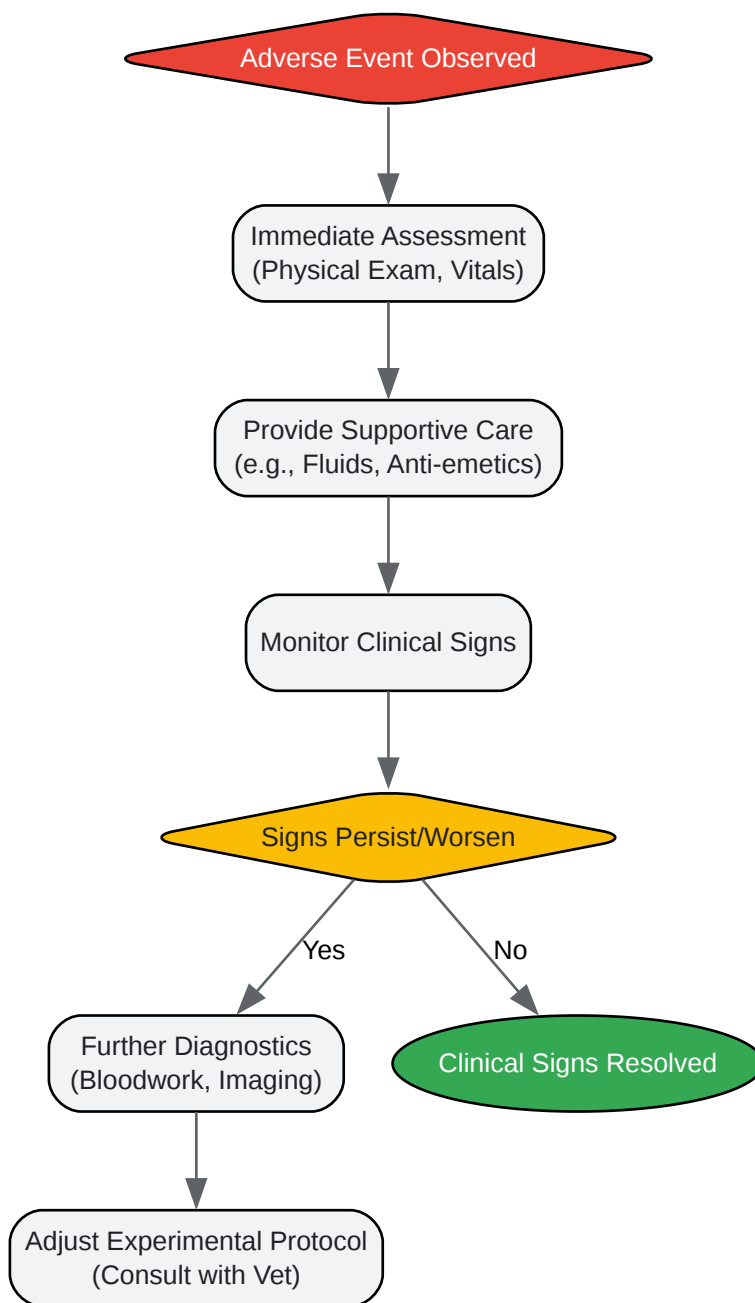 Adverse Event Observed
Immediate Assessment
(Physical Exam, Vitals)
Provide Supportive Care
(e.g., Fluids, Anti-emetics)
Monitor Clinical Signs
Signs Persist/Worsen
Yes
No
Further Diagnostics
(Bloodwork, Imaging)
Clinical Signs Resolved
Adjust Experimental Protocol
(Consult with Vet)